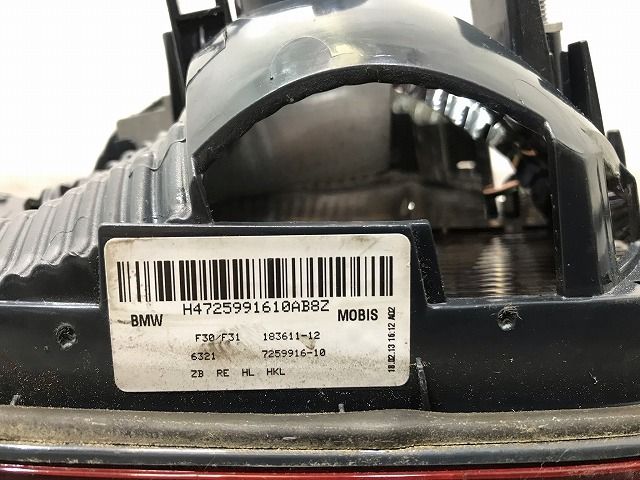 H4725991610AB8Z
BMW MOBIS
F30/F31 183611-12
6321 7259916-10
ZB RE HL HKL
18.02.13 16:12 A02